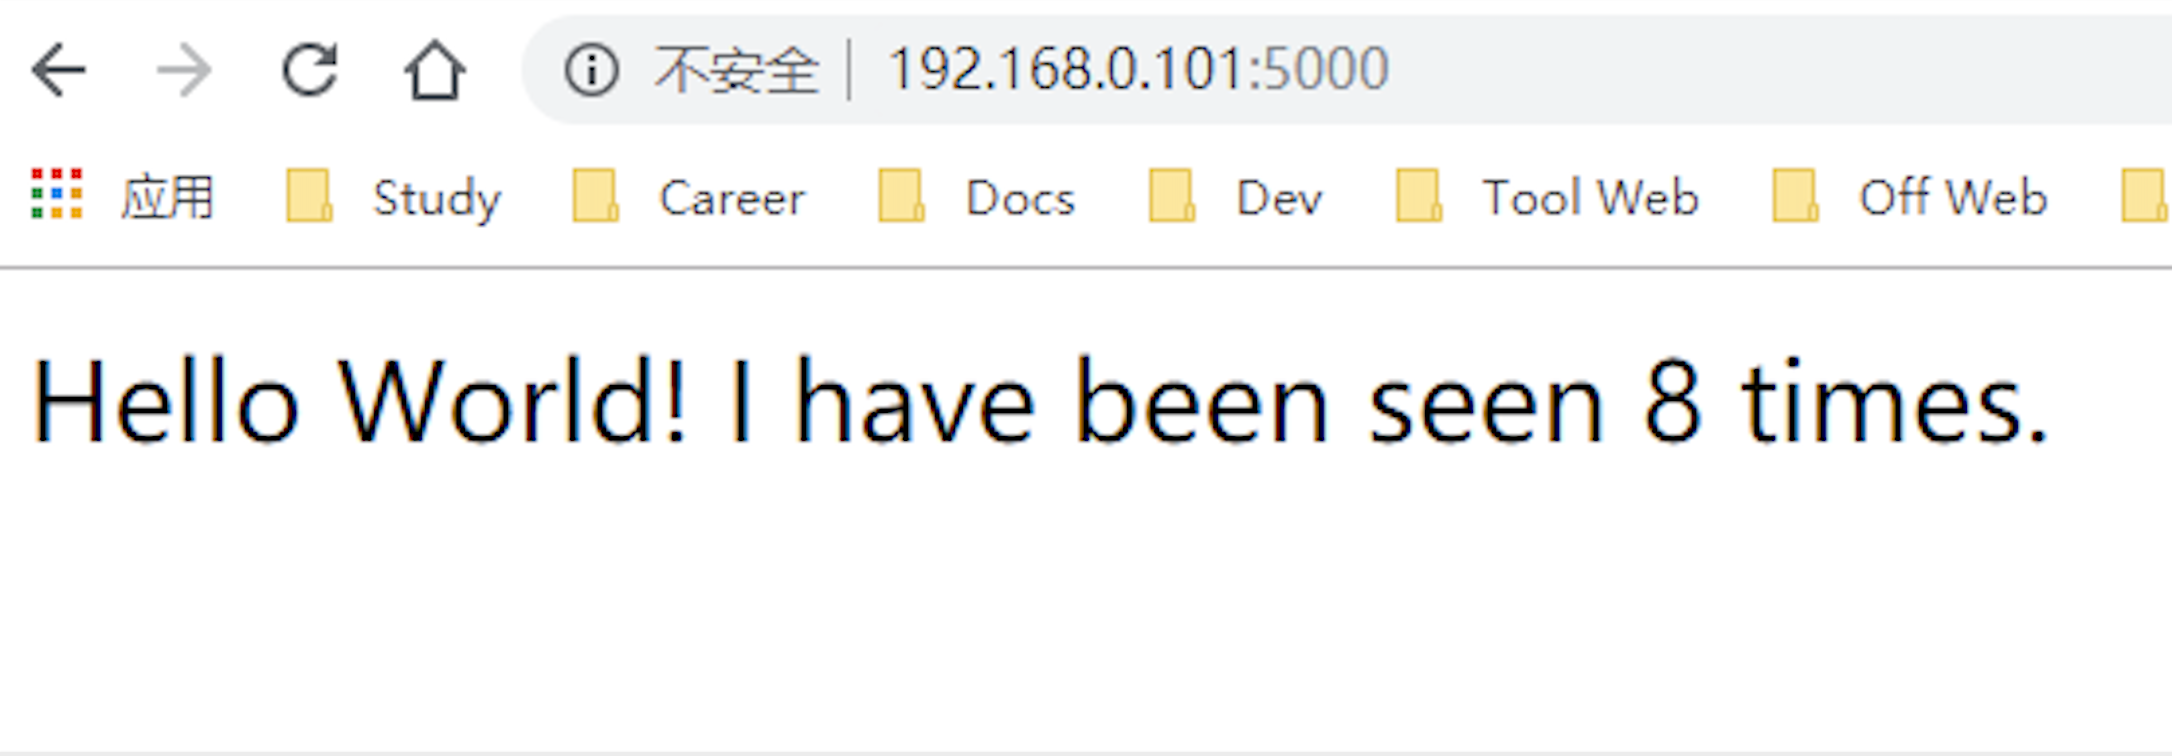 不安全 192.168.0.101:5000
应用 Study Career Docs Dev Tool Web Off Web
Hello World! I have been seen 8 times.